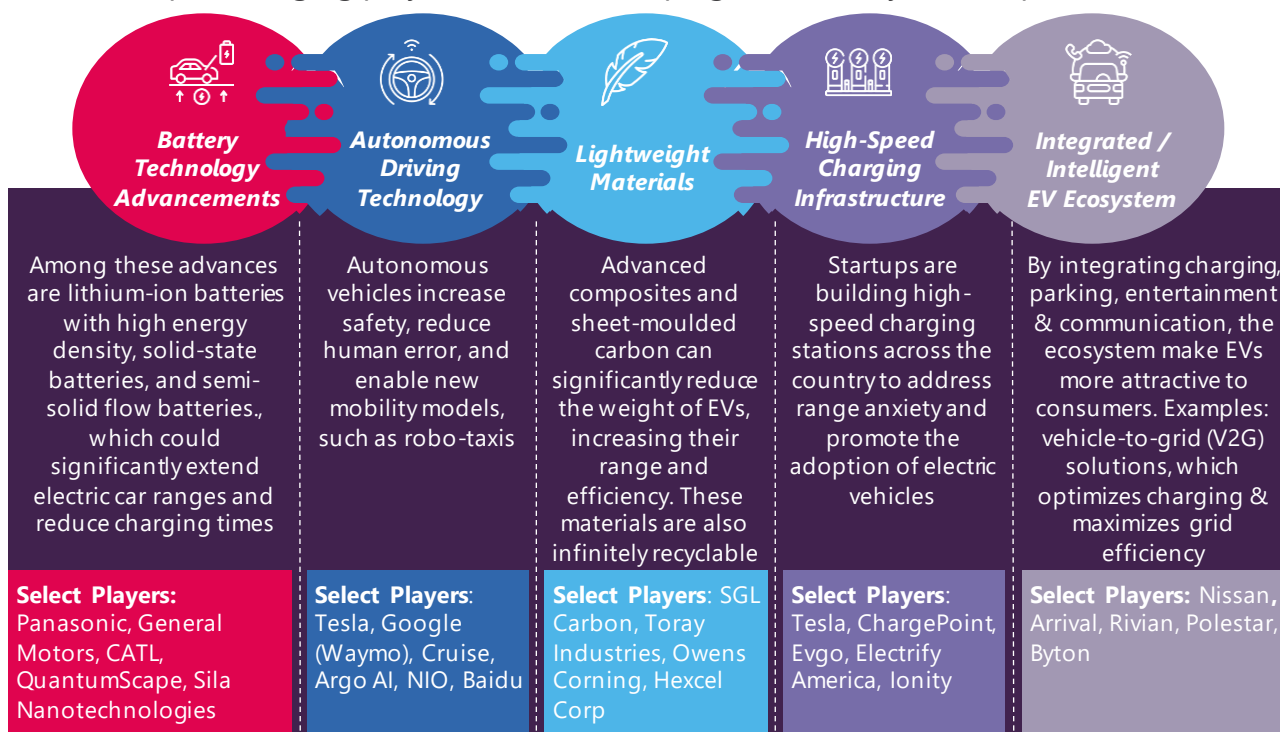 Battery
Technology
Advancements
Autonomous
Driving
Technology
Lightweight
Materials
High-Speed
Charging
Infrastructure
Integrated /
Intelligent
EV Ecosystem
Among these advances
are lithium-ion batteries
with high energy
density, solid-state
batteries, and semi-
solid flow batteries.,
which could
significantly extend
electric car ranges and
reduce charging times
Autonomous
vehicles increase
safety, reduce
human error, and
enable new
mobility models,
such as robo-taxis
Advanced
composites and
sheet-moulded
carbon can
significantly reduce
the weight of EVs,
increasing their
range and
efficiency. These
materials are also
infinitely recyclable
Startups are
building high-
speed charging
stations across the
country to address
range anxiety and
promote the
adoption of electric
vehicles
By integrating charging,
parking, entertainment
& communication, the
ecosystem make EVs
more attractive to
consumers. Examples:
vehicle-to-grid (V2G)
solutions, which
optimizes charging &
maximizes grid
efficiency
Select Players:
Panasonic, General
Motors, CATL,
QuantumScape, Sila
Nanotechnologies
Select Players:
Tesla, Google
(Waymo), Cruise,
Argo AI, NIO, Baidu
Select Players: SGL
Carbon, Toray
Industries, Owens
Corning, Hexcel
Corp
Select Players:
Tesla, ChargePoint,
Evgo, Electrify
America, Ionity
Select Players: Nissan,
Arrival, Rivian, Polestar,
Byton